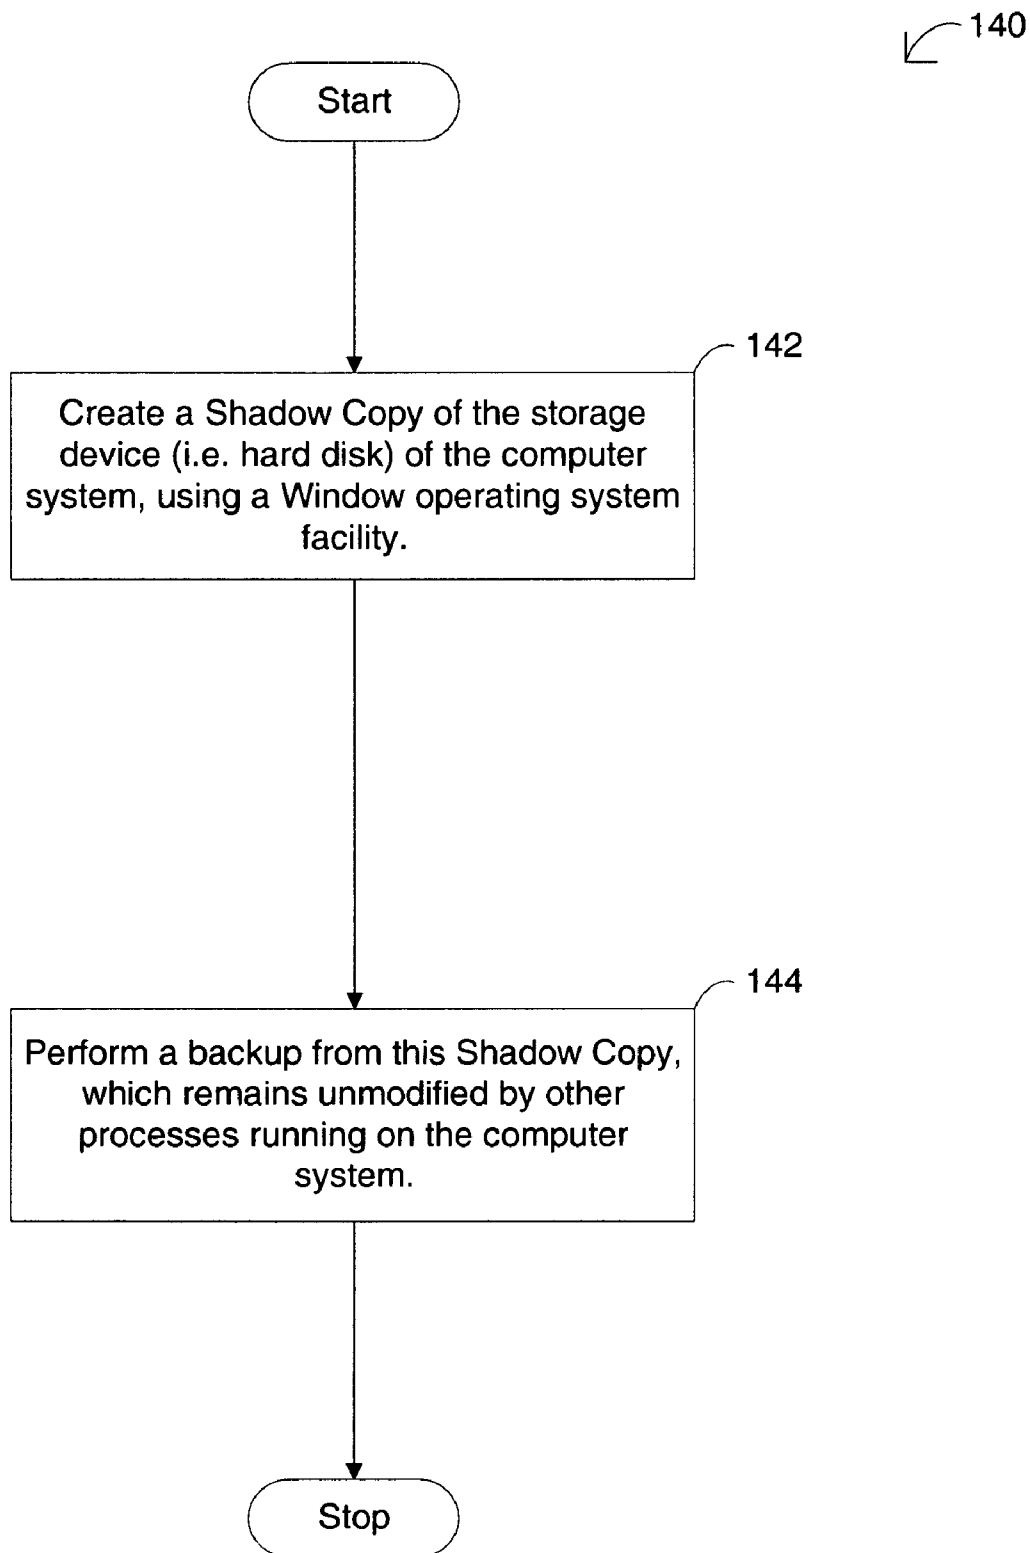 140
Start
142
Create a Shadow Copy of the storage
device (i.e. hard disk) of the computer
system, using a Window operating system
facility.
144
Perform a backup from this Shadow Copy,
which remains unmodified by other
processes running on the computer
system.
Stop